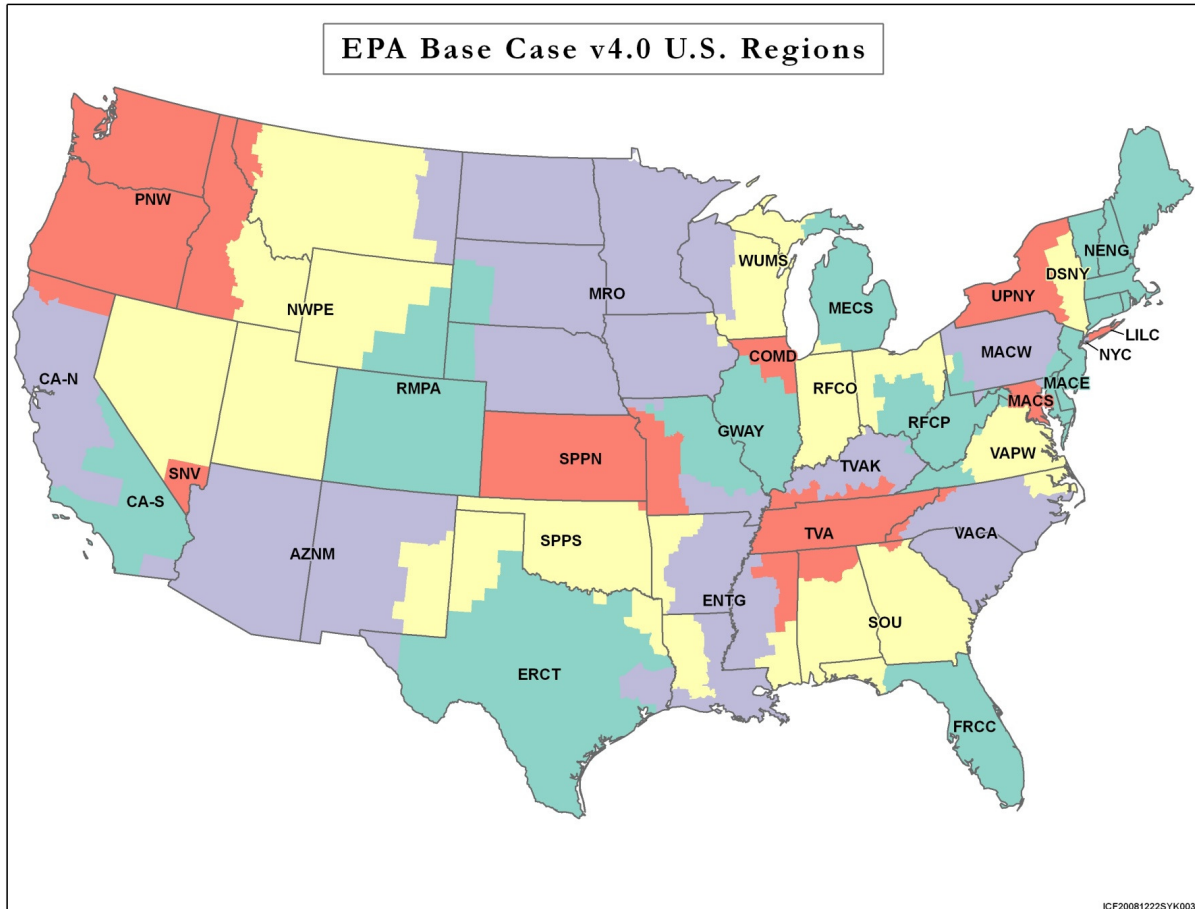 EPA Base Case v4.0 U.S. Regions
PNW
NWPE
MRO
WUMS
MECS
UPNY
DSNY
NENG
LILC
NYC
MACW
MACE
MACS
COMD
RFCO
RFCP
VAPW
CA-N
RMPA
GWAY
TVAK
SNV
CA-S
SPPN
SPPS
TVA
VACA
AZNM
ENTG
SOU
ERCT
FRCC
ICF20081222SYK003